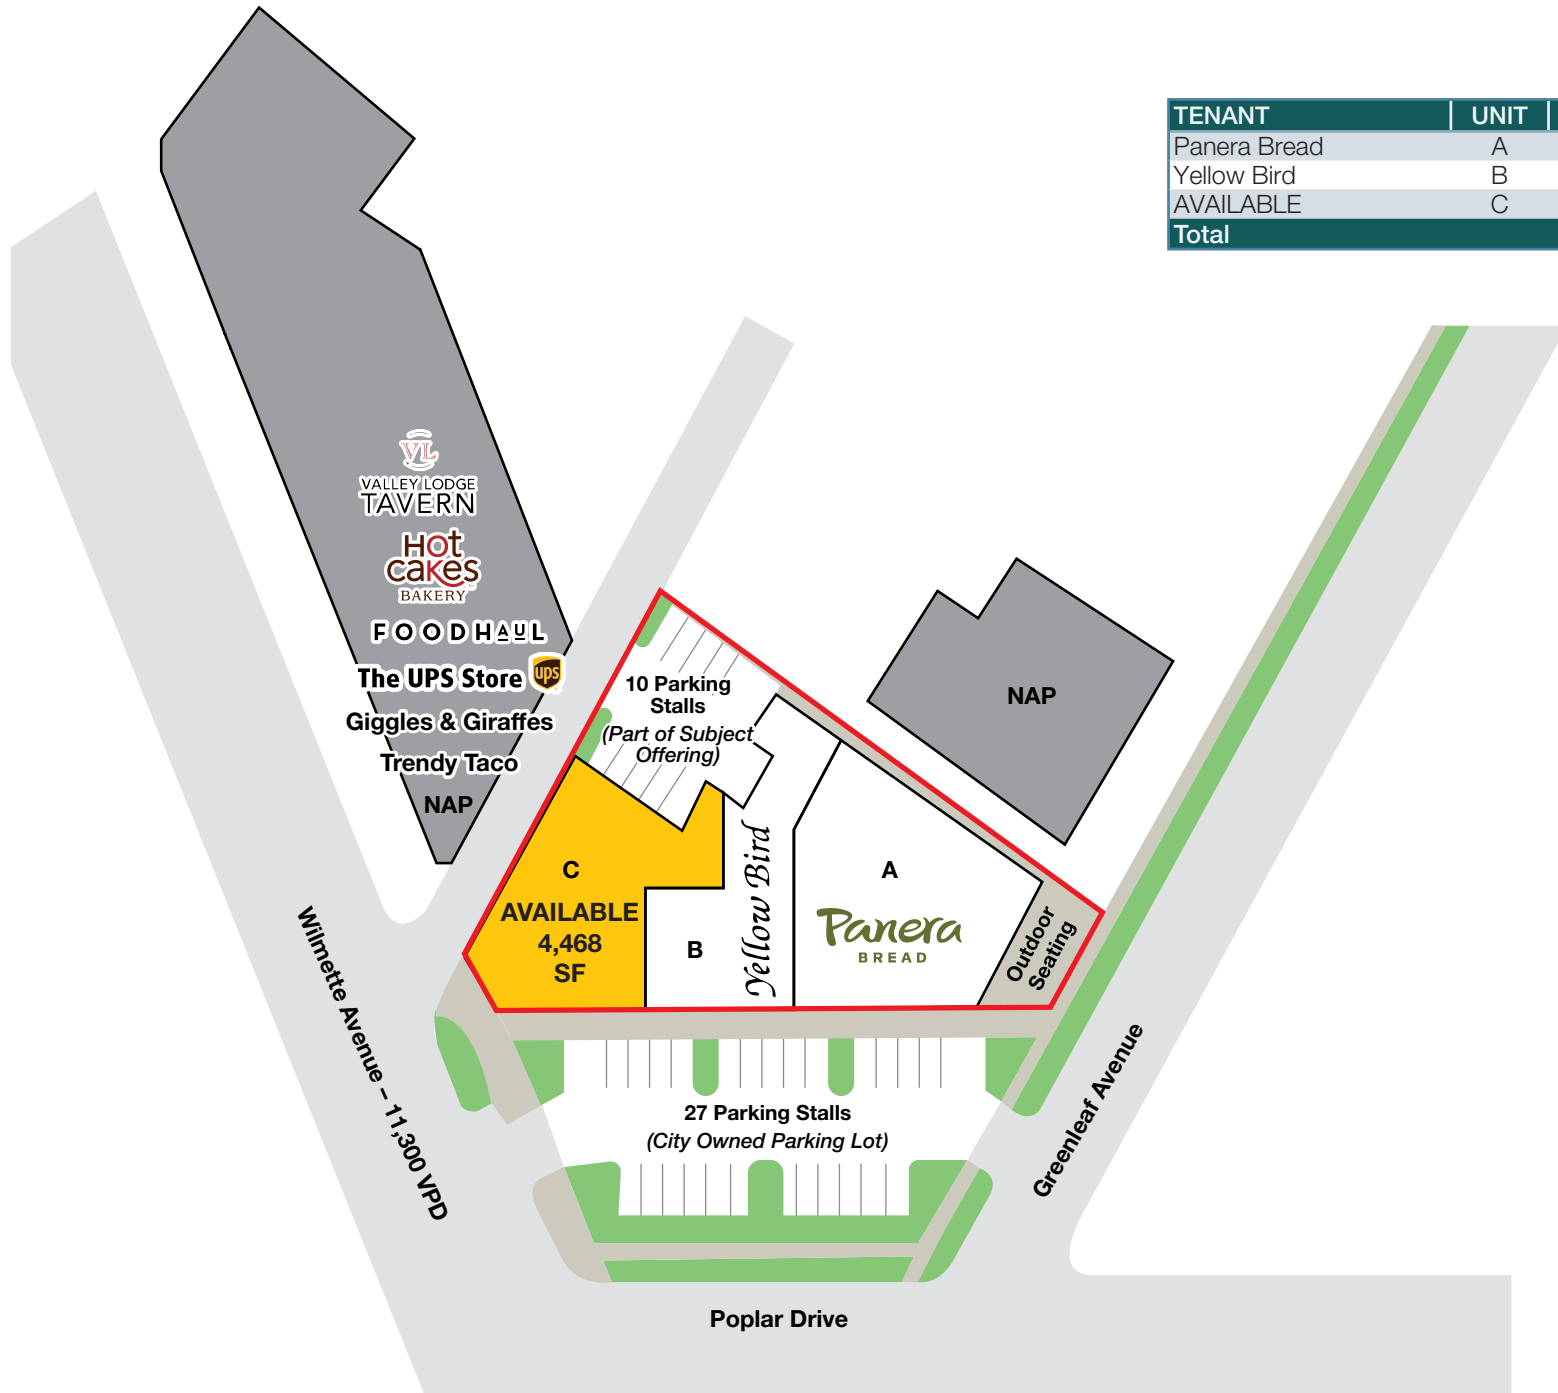 TENANT UNIT
Panera Bread A
Yellow Bird B
AVAILABLE C
Total
VL
VALLEY LODGE
TAVERN
Hot
cakes
BAKERY
FOODHAUL
The UPS Store ups
Giggles & Giraffes
Trendy Taco
NAP
10 Parking
Stalls
(Part of Subject
Offering)
NAP
C
AVAILABLE
4,468
SF
B
Yellow Bird
A
Panera
BREAD
Outdoor
Seating
Wilmette Avenue – 11,300 VPD
27 Parking Stalls
(City Owned Parking Lot)
Greenleaf Avenue
Poplar Drive